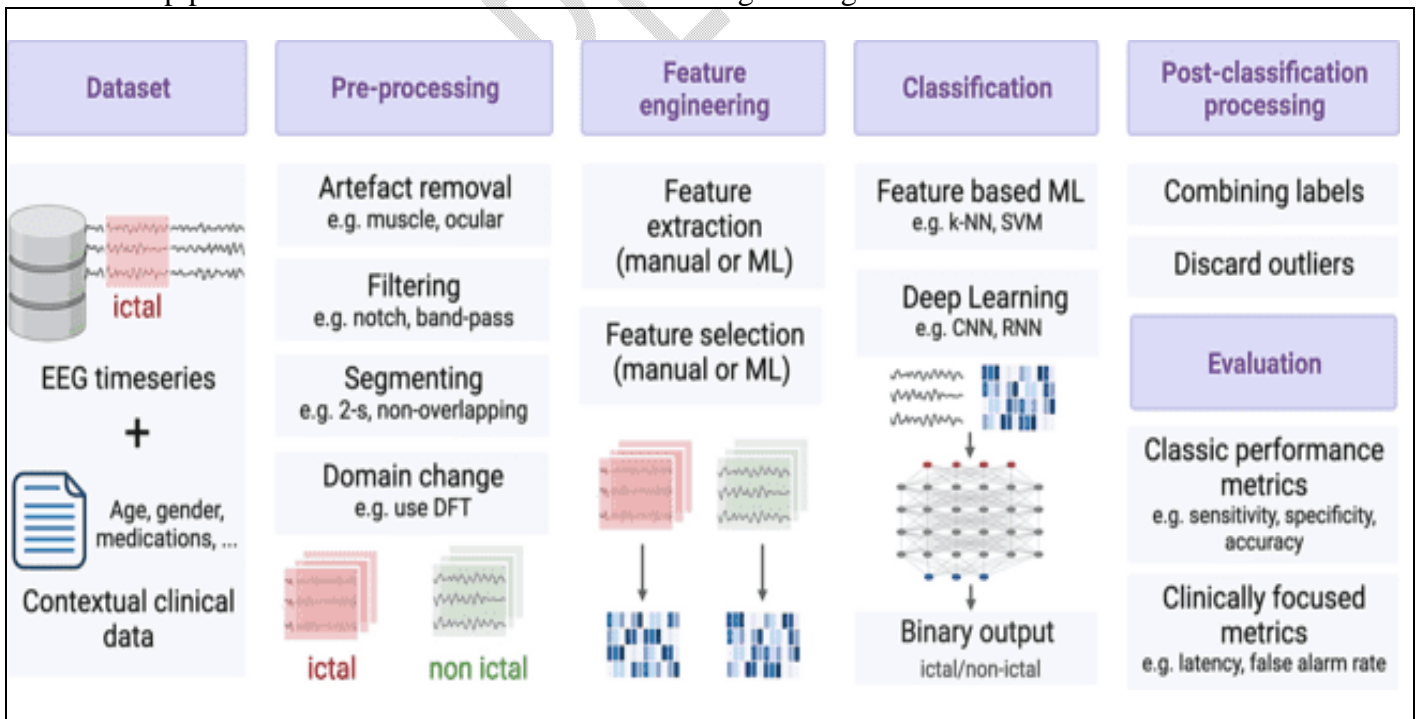 Dataset
ictal
EEG timeseries
+
Age, gender,
medications, ...
Contextual clinical
data
Pre-processing
Artefact removal
e.g. muscle, ocular
Filtering
e.g. notch, band-pass
Segmenting
e.g. 2-s, non-overlapping
Domain change
e.g. use DFT
ictal
non ictal
Feature
engineering
Feature
extraction
(manual or ML)
Feature selection
(manual or ML)
Classification
Feature based ML
e.g. k-NN, SVM
Deep Learning
e.g. CNN, RNN
Binary output
ictal/non-ictal
Post-classification
processing
Combining labels
Discard outliers
Evaluation
Classic performance
metrics
e.g. sensitivity, specificity,
accuracy
Clinically focused
metrics
e.g. latency, false alarm rate